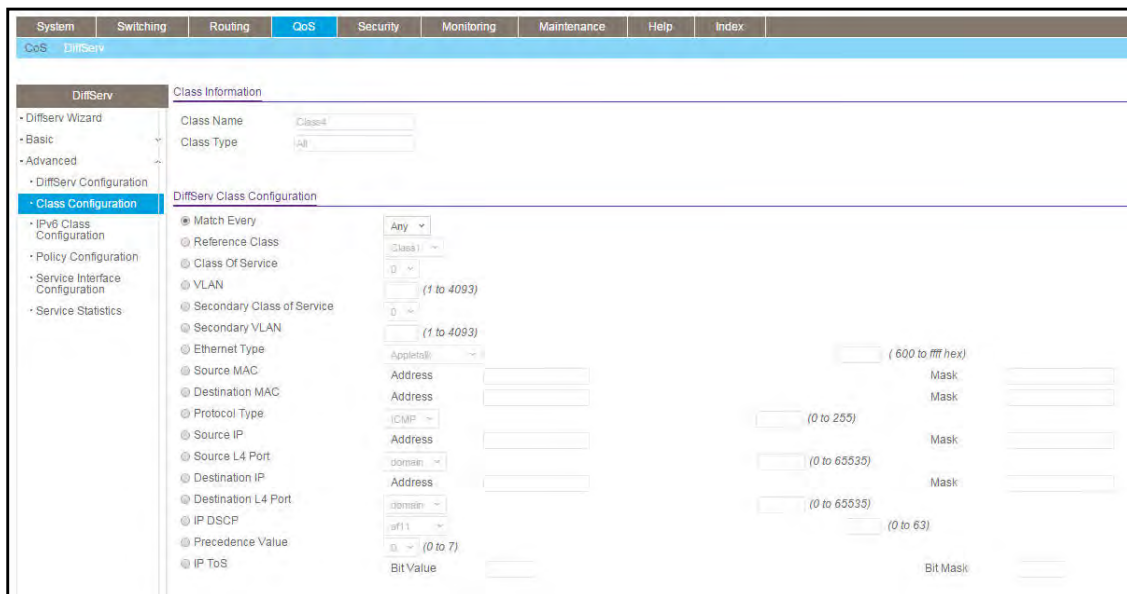 System Switching Routing QoS Security Monitoring Maintenance Help Index
CoS DiffServ
DiffServ
• Diffserv Wizard
• Basic
• Advanced
• DiffServ Configuration
• Class Configuration
• IPv6 Class
Configuration
• Policy Configuration
• Service Interface
Configuration
• Service Statistics
Class Information
Class Name Class4
Class Type All
DiffServ Class Configuration
Match Every Any
Reference Class Class1
Class Of Service 0
VLAN (1 to 4093)
Secondary Class of Service 0
Secondary VLAN (1 to 4093)
Ethernet Type Appletalk ( 600 to ffff hex)
Source MAC Address Mask
Destination MAC Address Mask
Protocol Type ICMP (0 to 255)
Source IP Address Mask
Source L4 Port domain (0 to 65535)
Destination IP Address Mask
Destination L4 Port domain (0 to 65535)
IP DSCP af11 (0 to 63)
Precedence Value 0 (0 to 7)
IP ToS Bit Value Bit Mask